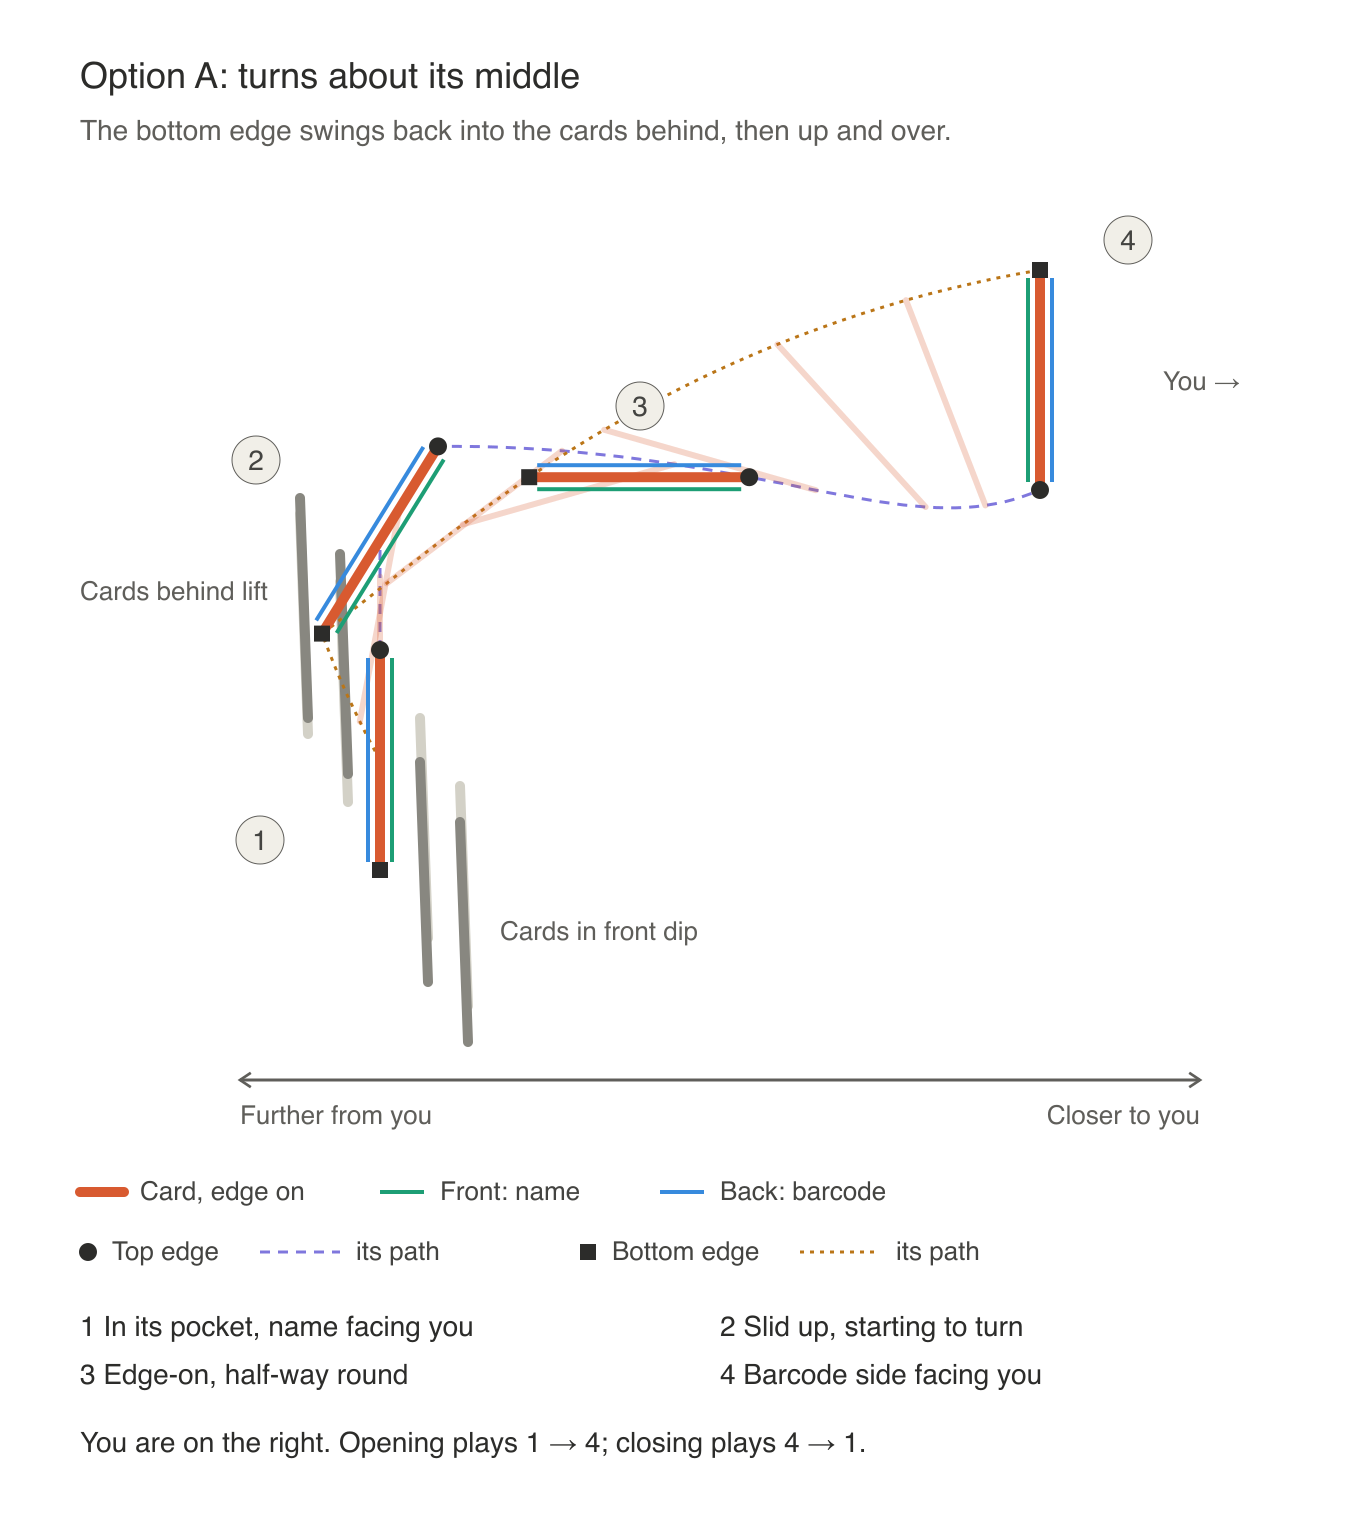 Option A: turns about its middle
The bottom edge swings back into the cards behind, then up and over.
4
You →
3
2
Cards behind lift
1
Cards in front dip
Further from you
Closer to you
Card, edge on
Front: name
Back: barcode
Top edge
its path
Bottom edge
its path
1 In its pocket, name facing you
2 Slid up, starting to turn
3 Edge-on, half-way round
4 Barcode side facing you
You are on the right. Opening plays 1 → 4; closing plays 4 → 1.